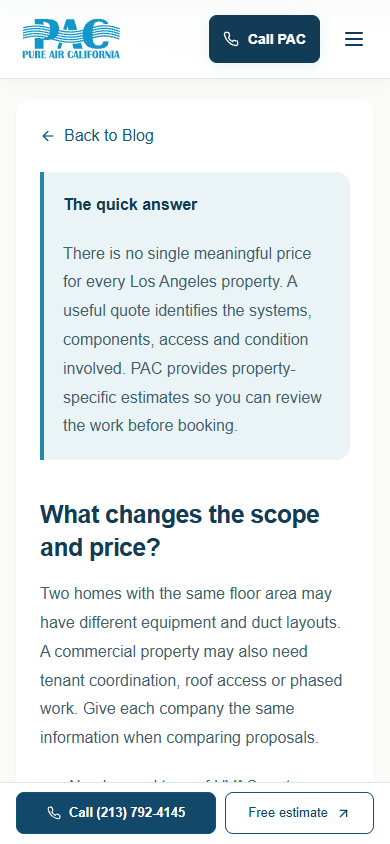 PAC
PURE AIR CALIFORNIA
Call PAC
Back to Blog
The quick answer
There is no single meaningful price
for every Los Angeles property. A
useful quote identifies the systems,
components, access and condition
involved. PAC provides property-
specific estimates so you can review
the work before booking.
What changes the scope
and price?
Two homes with the same floor area may
have different equipment and duct layouts.
A commercial property may also need
tenant coordination, roof access or phased
work. Give each company the same
information when comparing proposals.
Call (213) 792-4145
Free estimate